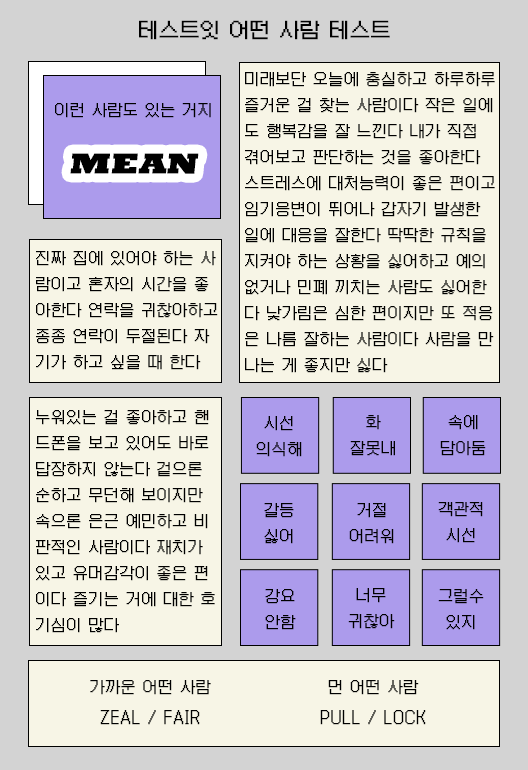 테스트잇 어떤 사람 테스트
이런 사람도 있는 거지
MEAN
미래보단 오늘에 충실하고 하루하루
즐거운 걸 찾는 사람이다 작은 일에
도 행복감을 잘 느낀다 내가 직접
겪어보고 판단하는 것을 좋아한다
스트레스에 대처능력이 좋은 편이고
임기응변이 뛰어나 갑자기 발생한
일에 대응을 잘한다 딱딱한 규칙을
지켜야 하는 상황을 싫어하고 예의
없거나 민폐 끼치는 사람도 싫어한
다 낯가림은 심한 편이지만 또 적응
은 나름 잘하는 사람이다 사람을 만
나는 게 좋지만 싫다
진짜 집에 있어야 하는 사
람이고 혼자의 시간을 좋
아한다 연락을 귀찮아하고
종종 연락이 두절된다 자
기가 하고 싶을 때 한다
누워있는 걸 좋아하고 핸
드폰을 보고 있어도 바로
답장하지 않는다 겉으론
순하고 무던해 보이지만
속으론 은근 예민하고 비
판적인 사람이다 재치가
있고 유머감각이 좋은 편
이다 즐기는 거에 대한 호
기심이 많다
시선
의식해
화
잘못내
속에
담아둠
갈등
싫어
거절
어려워
객관적
시선
강요
안함
너무
귀찮아
그럴수
있지
가까운 어떤 사람
ZEAL / FAIR
먼 어떤 사람
PULL / LOCK